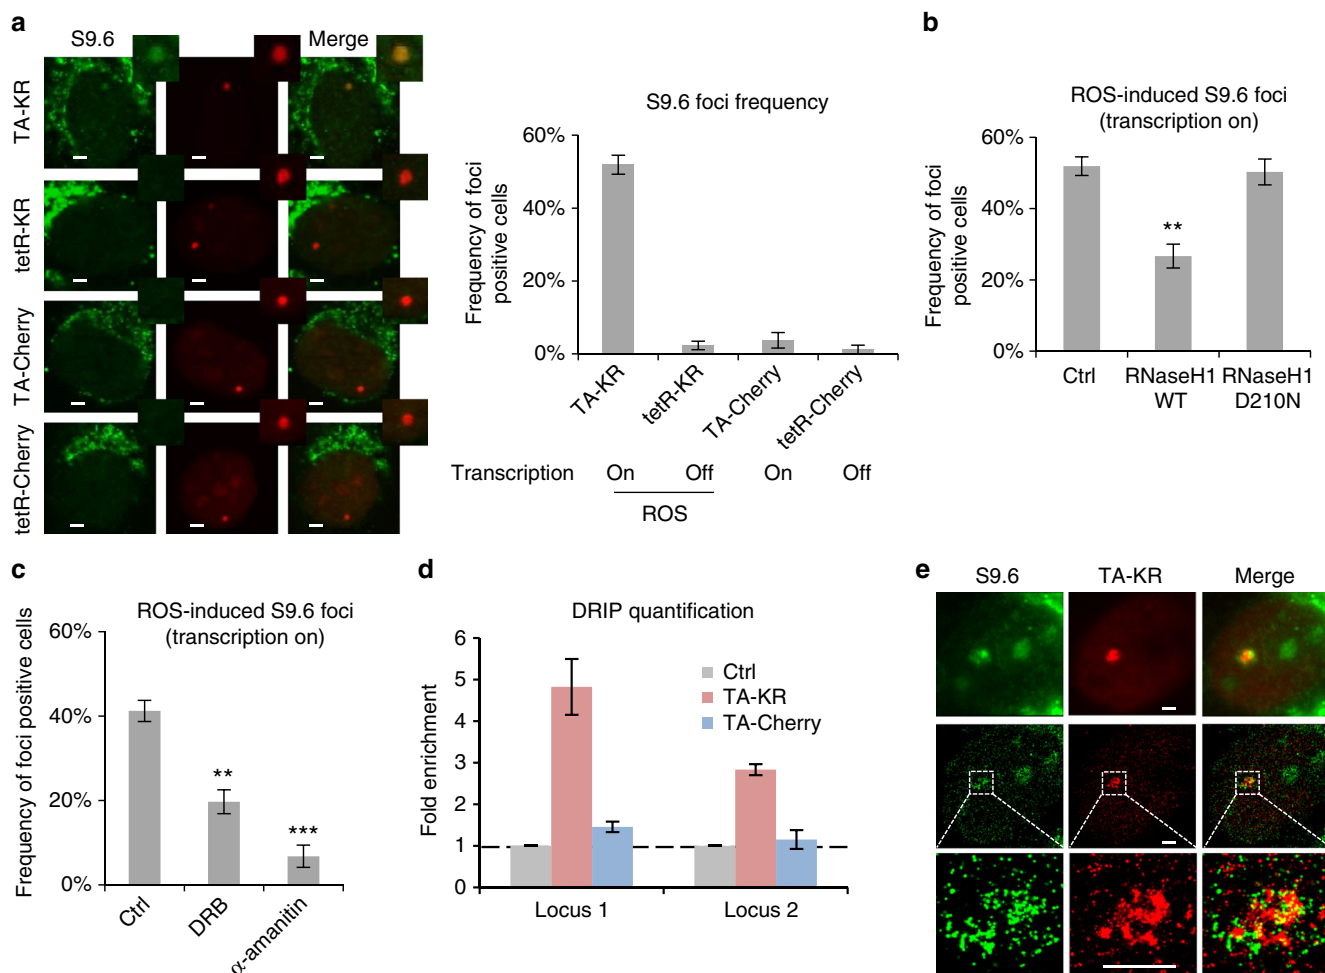 a
S9.6
Merge
TA-KR
tetR-KR
TA-Cherry
tetR-Cherry
S9.6 foci frequency
Frequency of foci
positive cells
60%
40%
20%
0%
TA-KR
tetR-KR
TA-Cherry
tetR-Cherry
Transcription On Off On Off
ROS
b
ROS-induced S9.6 foci
(transcription on)
Frequency of foci
positive cells
60%
40%
20%
0%
**
Ctrl
RNaseH1
WT
RNaseH1
D210N
c
ROS-induced S9.6 foci
(transcription on)
Frequency of foci positive cells
60%
40%
20%
0%
**
***
Ctrl
DRB
α-amanitin
d
DRIP quantification
Fold enrichment
6
5
4
3
2
1
0
Ctrl
TA-KR
TA-Cherry
Locus 1
Locus 2
e
S9.6
TA-KR
Merge